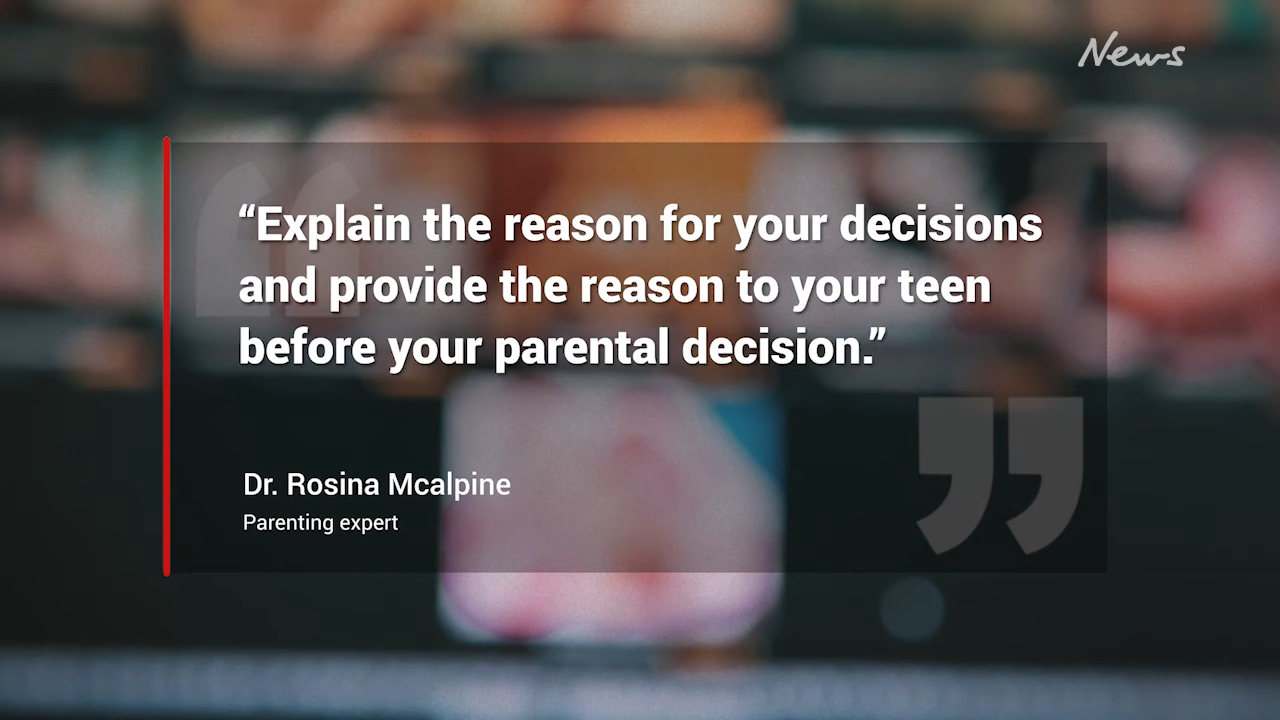 News
“Explain the reason for your decisions
and provide the reason to your teen
before your parental decision.”
Dr. Rosina Mcalpine
Parenting expert